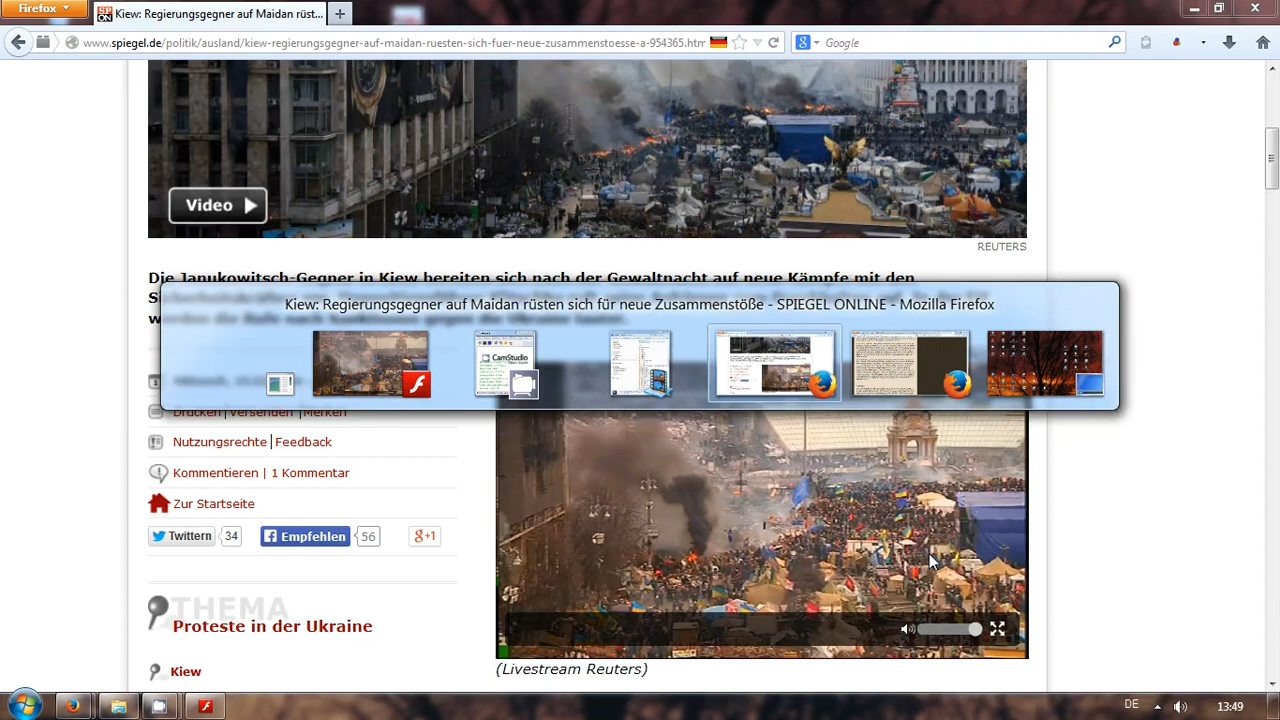 Firefox
SP ON Kiew: Regierungsgegner auf Maidan rüst...
www.spiegel.de/politik/ausland/kiew-regierungsgegner-auf-maidan-ruesten-sich-fuer-neue-zusammenstoesse-a-954365.htm
Google
Video
REUTERS
Die Janukowitsch-Gegner in Kiew bereiten sich nach der Gewaltnacht auf neue Kämpfe mit den
Kiew: Regierungsgegner auf Maidan rüsten sich für neue Zusammenstöße - SPIEGEL ONLINE - Mozilla Firefox
CamStudio
Drucken | Versenden | Merken
Nutzungsrechte | Feedback
Kommentieren | 1 Kommentar
Zur Startseite
Twittern 34 Empfehlen 56 g+1
THEMA
Proteste in der Ukraine
Kiew
(Livestream Reuters)
DE 13:49